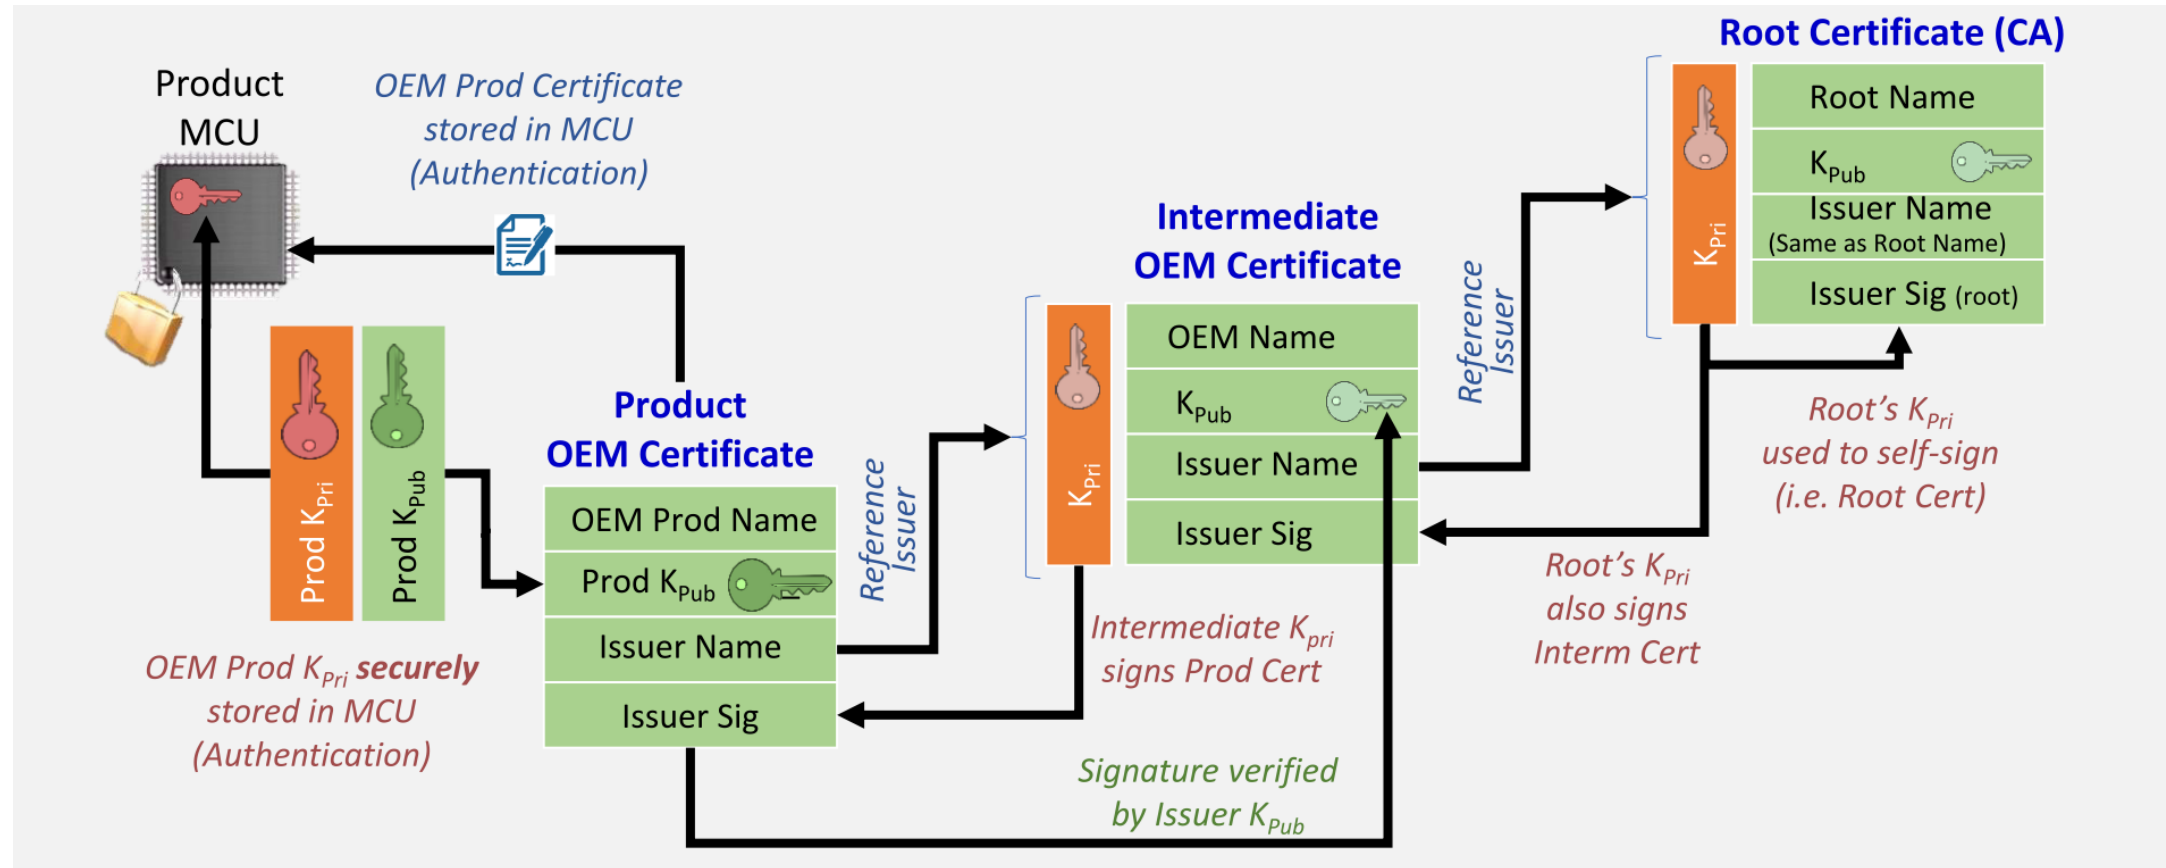 Product
MCU
OEM Prod Certificate
stored in MCU
(Authentication)
Prod KPri
Prod KPub
OEM Prod KPri securely
stored in MCU
(Authentication)
Product
OEM Certificate
OEM Prod Name
Prod KPub
Issuer Name
Issuer Sig
Reference
Issuer
Intermediate
OEM Certificate
KPri
OEM Name
KPub
Issuer Name
Issuer Sig
Intermediate Kpri
signs Prod Cert
Signature verified
by Issuer KPub
Reference
Issuer
Root Certificate (CA)
KPri
Root Name
KPub
Issuer Name
(Same as Root Name)
Issuer Sig (root)
Root's KPri
used to self-sign
(i.e. Root Cert)
Root's KPri
also signs
Interm Cert